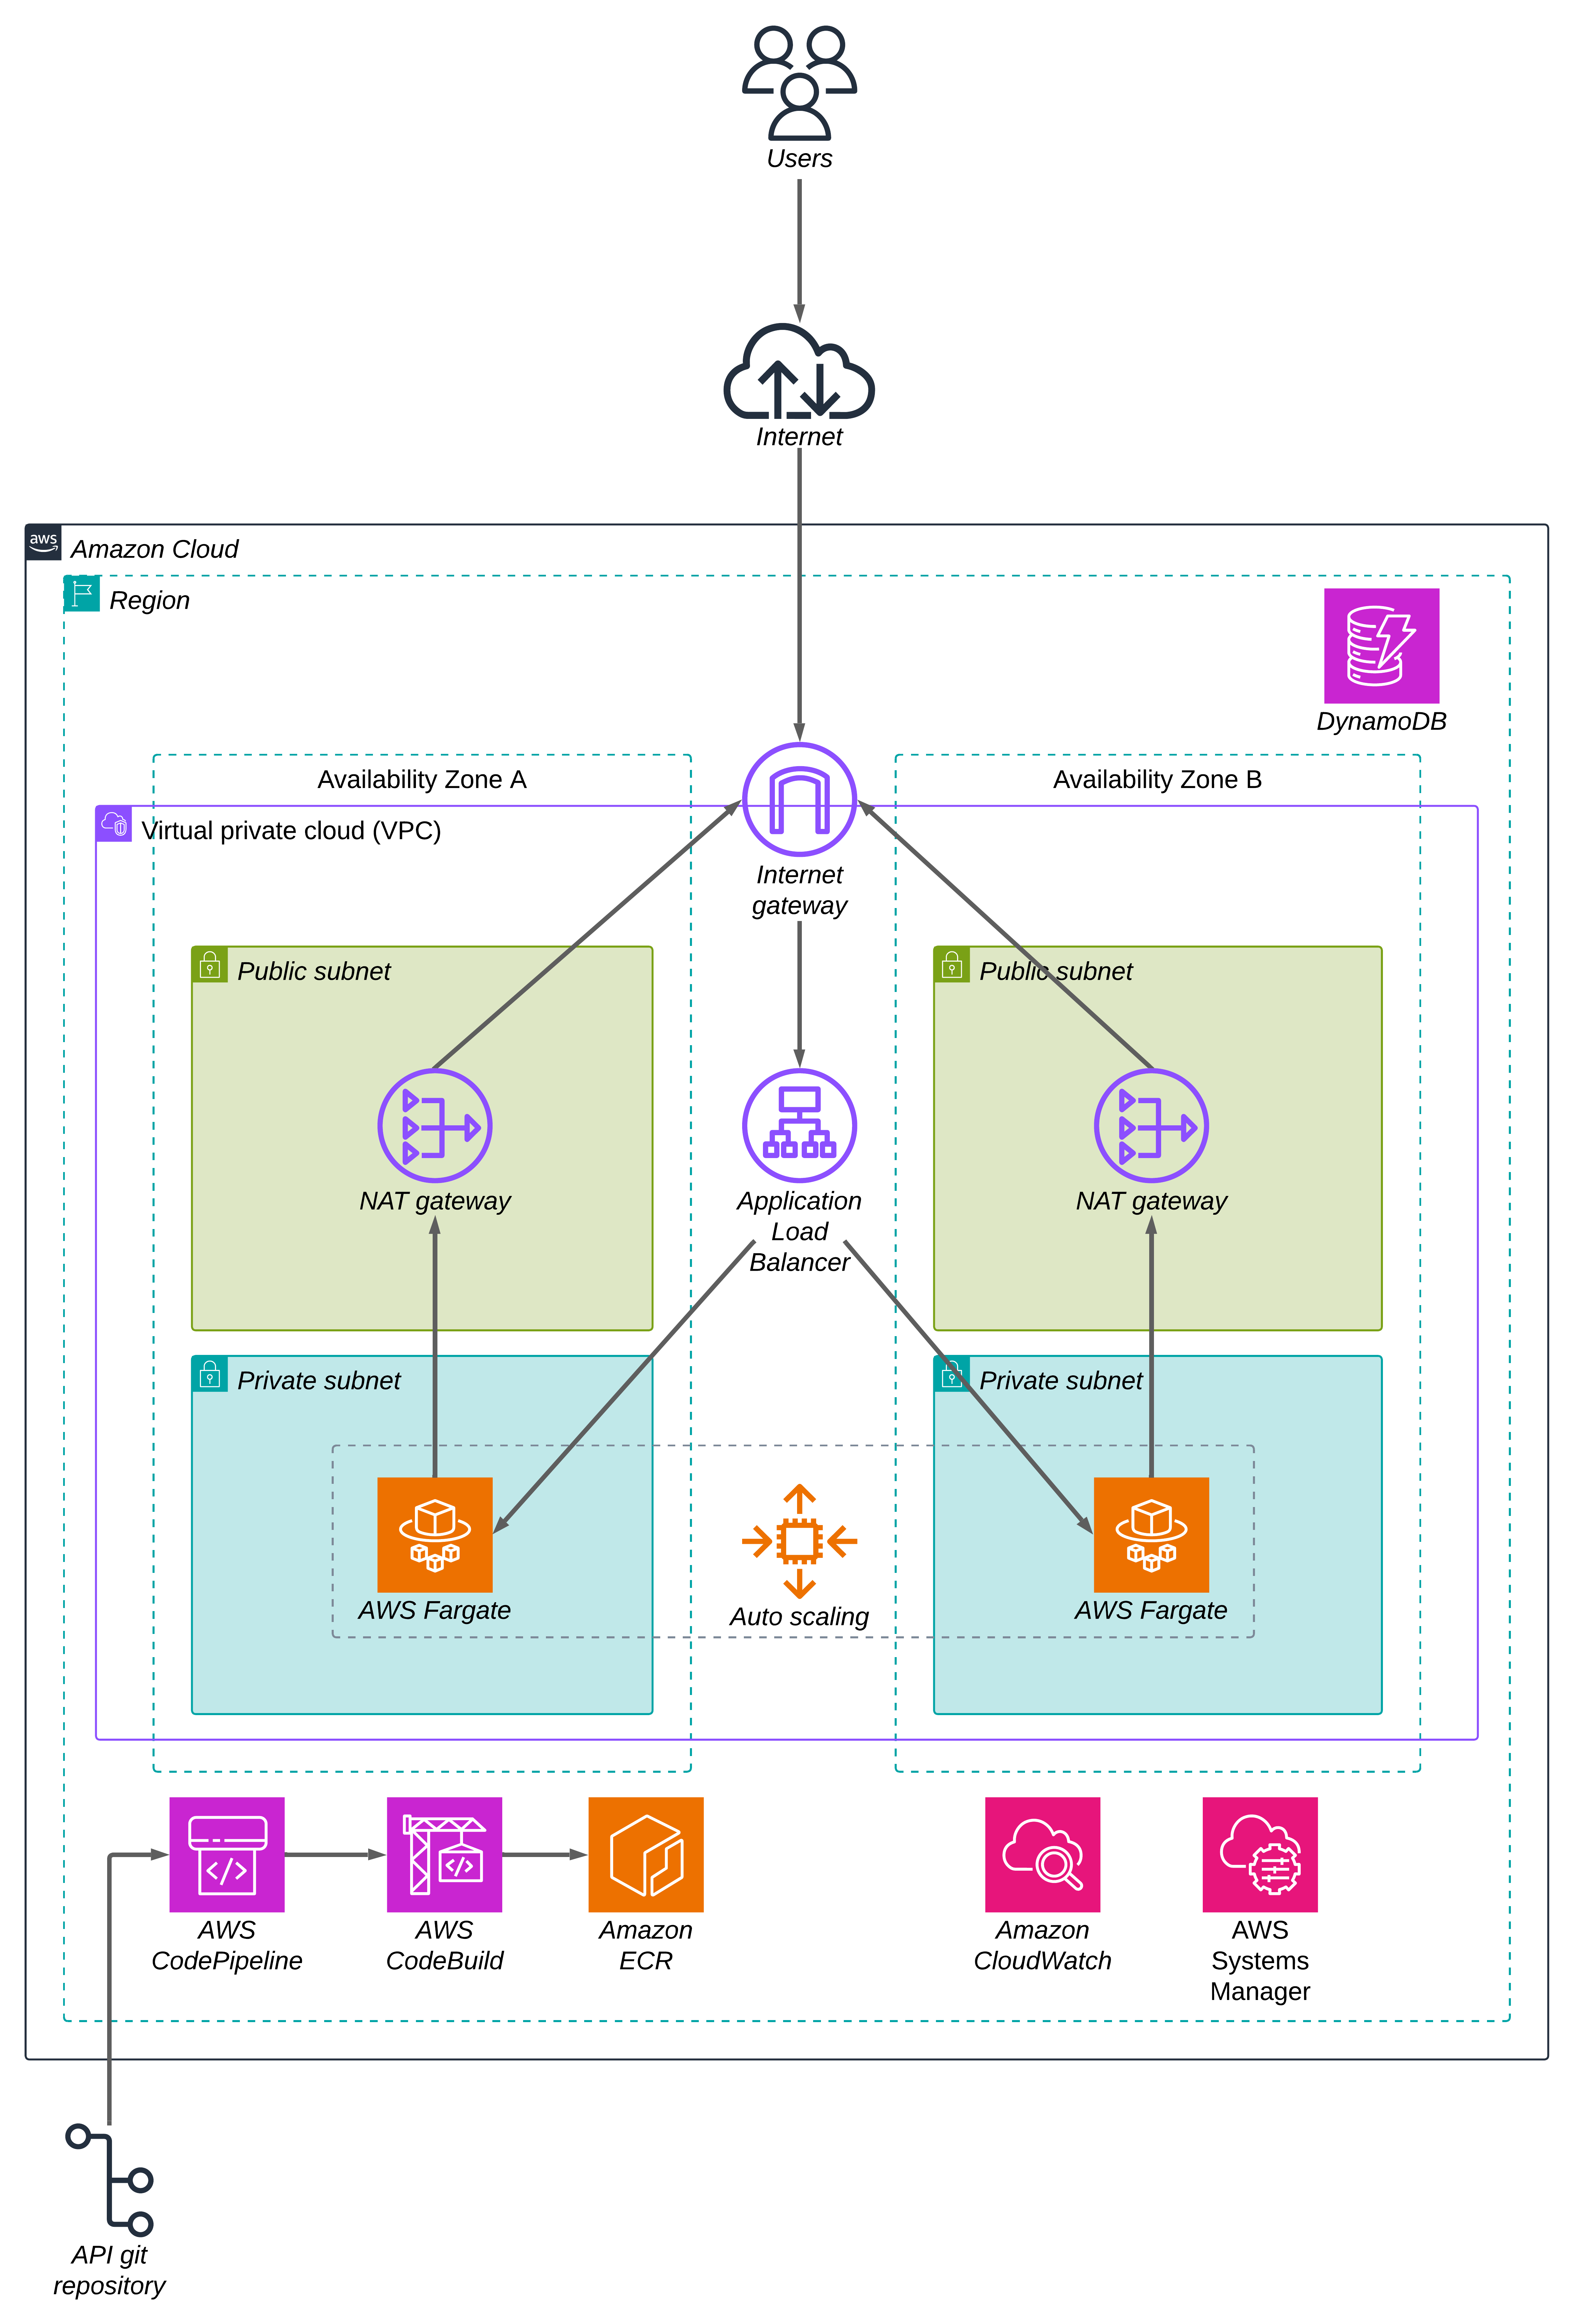 Users
Internet
aws
Amazon Cloud
Region
DynamoDB
Availability Zone A
Availability Zone B
Virtual private cloud (VPC)
Internet
gateway
Public subnet
Public subnet
NAT gateway
Application
Load
Balancer
NAT gateway
Private subnet
Private subnet
AWS Fargate
Auto scaling
AWS Fargate
AWS
CodePipeline
AWS
CodeBuild
Amazon
ECR
Amazon
CloudWatch
AWS
Systems
Manager
API git
repository